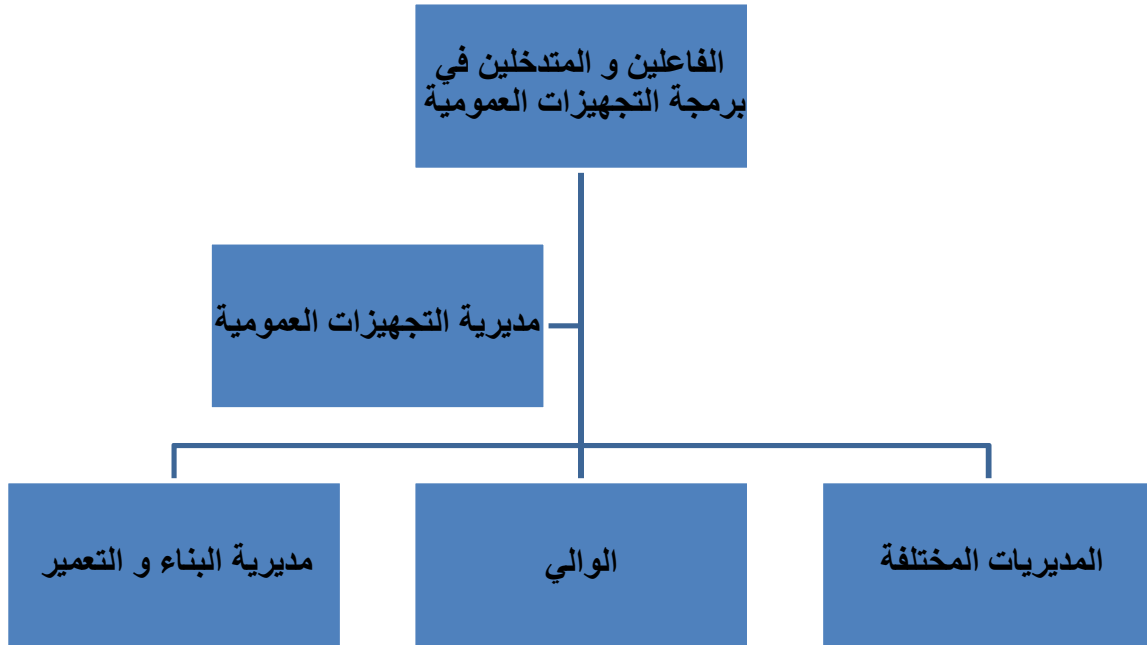 الفاعلين و المتدخلين في
برمجة التجهيزات العمومية
مديرية التجهيزات العمومية
المديريات المختلفة
الوالي
مديرية البناء و التعمير